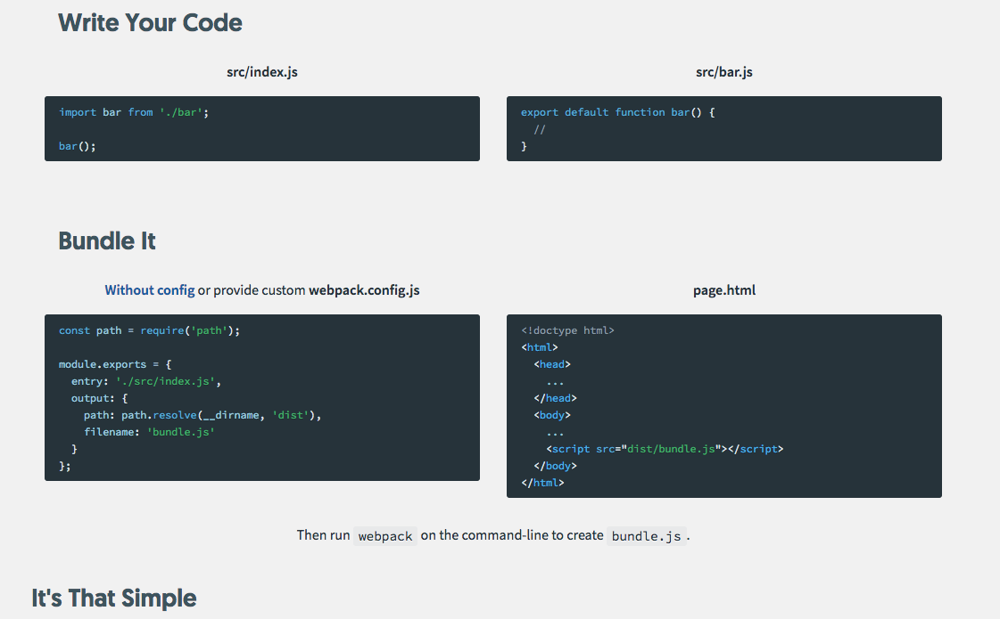 Write Your Code
src/index.js
import bar from './bar';
bar();
src/bar.js
export default function bar() {
  //
}
Bundle It
Without config or provide custom webpack.config.js
const path = require('path');
module.exports = {
  entry: './src/index.js',
  output: {
    path: path.resolve(__dirname, 'dist'),
    filename: 'bundle.js'
  }
};
page.html
<!doctype html>
<html>
  <head>
    ...
  </head>
  <body>
    ...
    <script src="dist/bundle.js"></script>
  </body>
</html>
Then run webpack on the command-line to create bundle.js.
It's That Simple